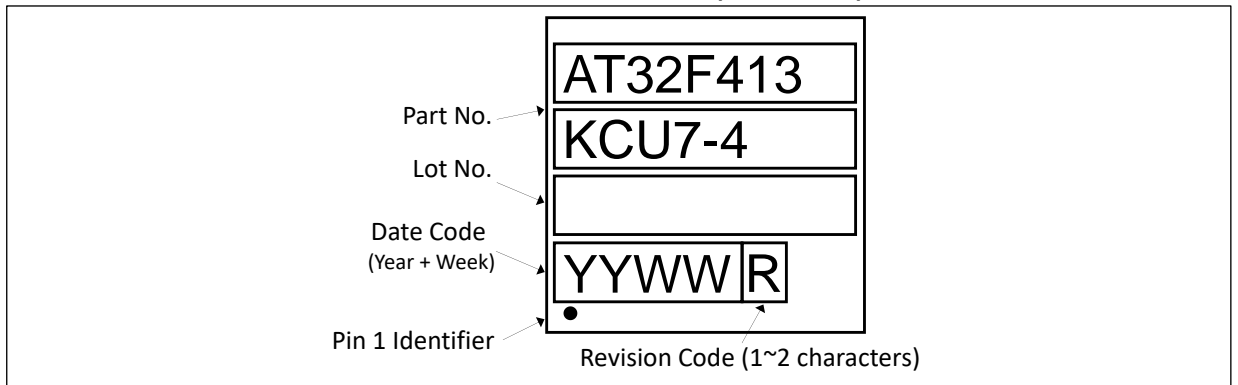 AT32F413
Part No.
KCU7-4
Lot No.
Date Code
(Year + Week)
YYWW R
Pin 1 Identifier
Revision Code (1~2 characters)